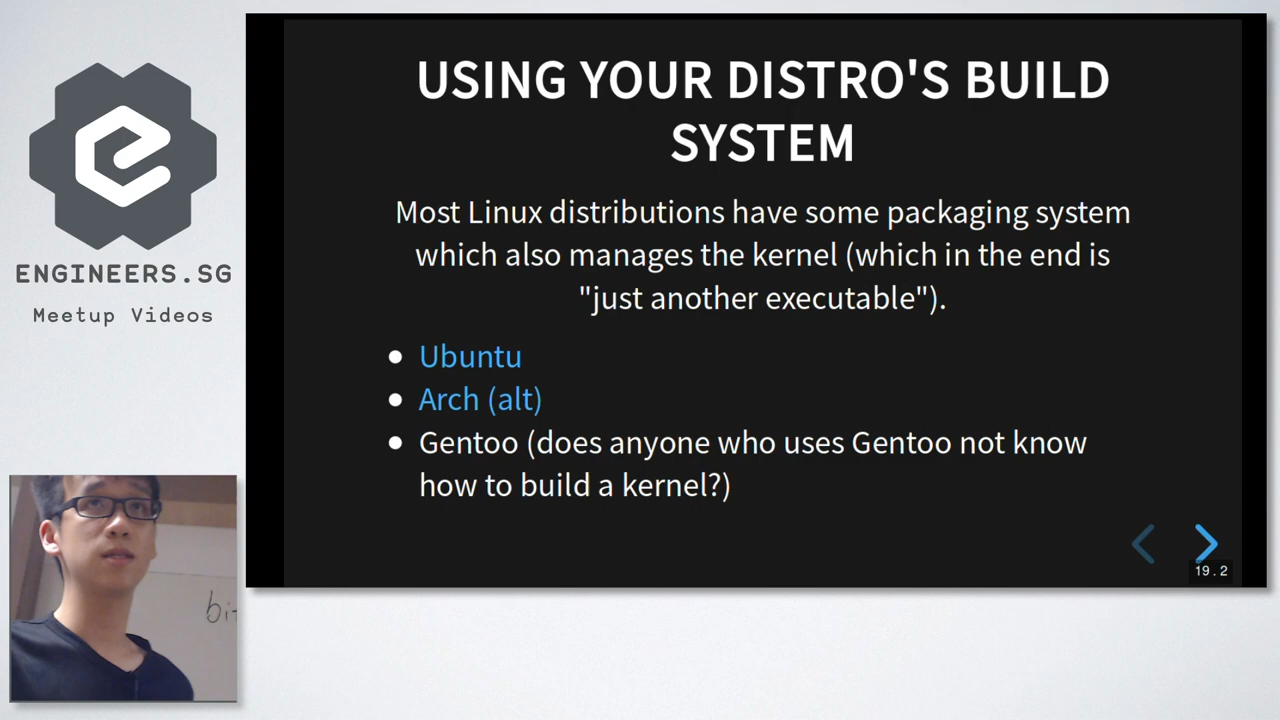 USING YOUR DISTRO'S BUILD
SYSTEM
Most Linux distributions have some packaging system
which also manages the kernel (which in the end is
"just another executable").
Ubuntu
Arch (alt)
Gentoo (does anyone who uses Gentoo not know
how to build a kernel?)
19.2
ENGINEERS.SG
Meetup Videos